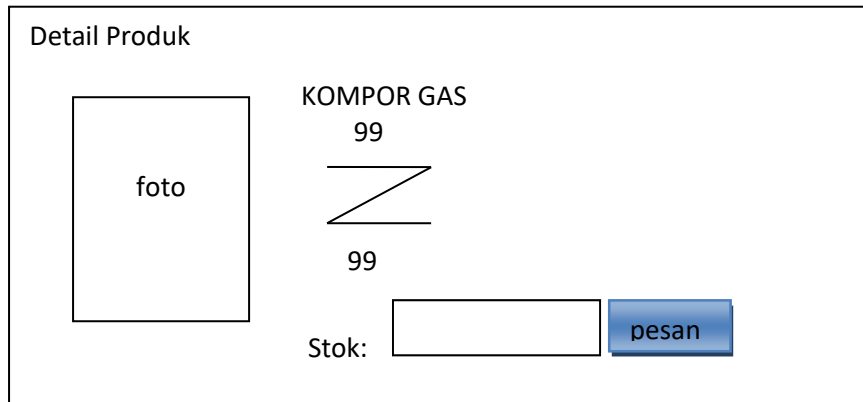 Detail Produk
KOMPOR GAS
99
foto
99
Stok:
pesan